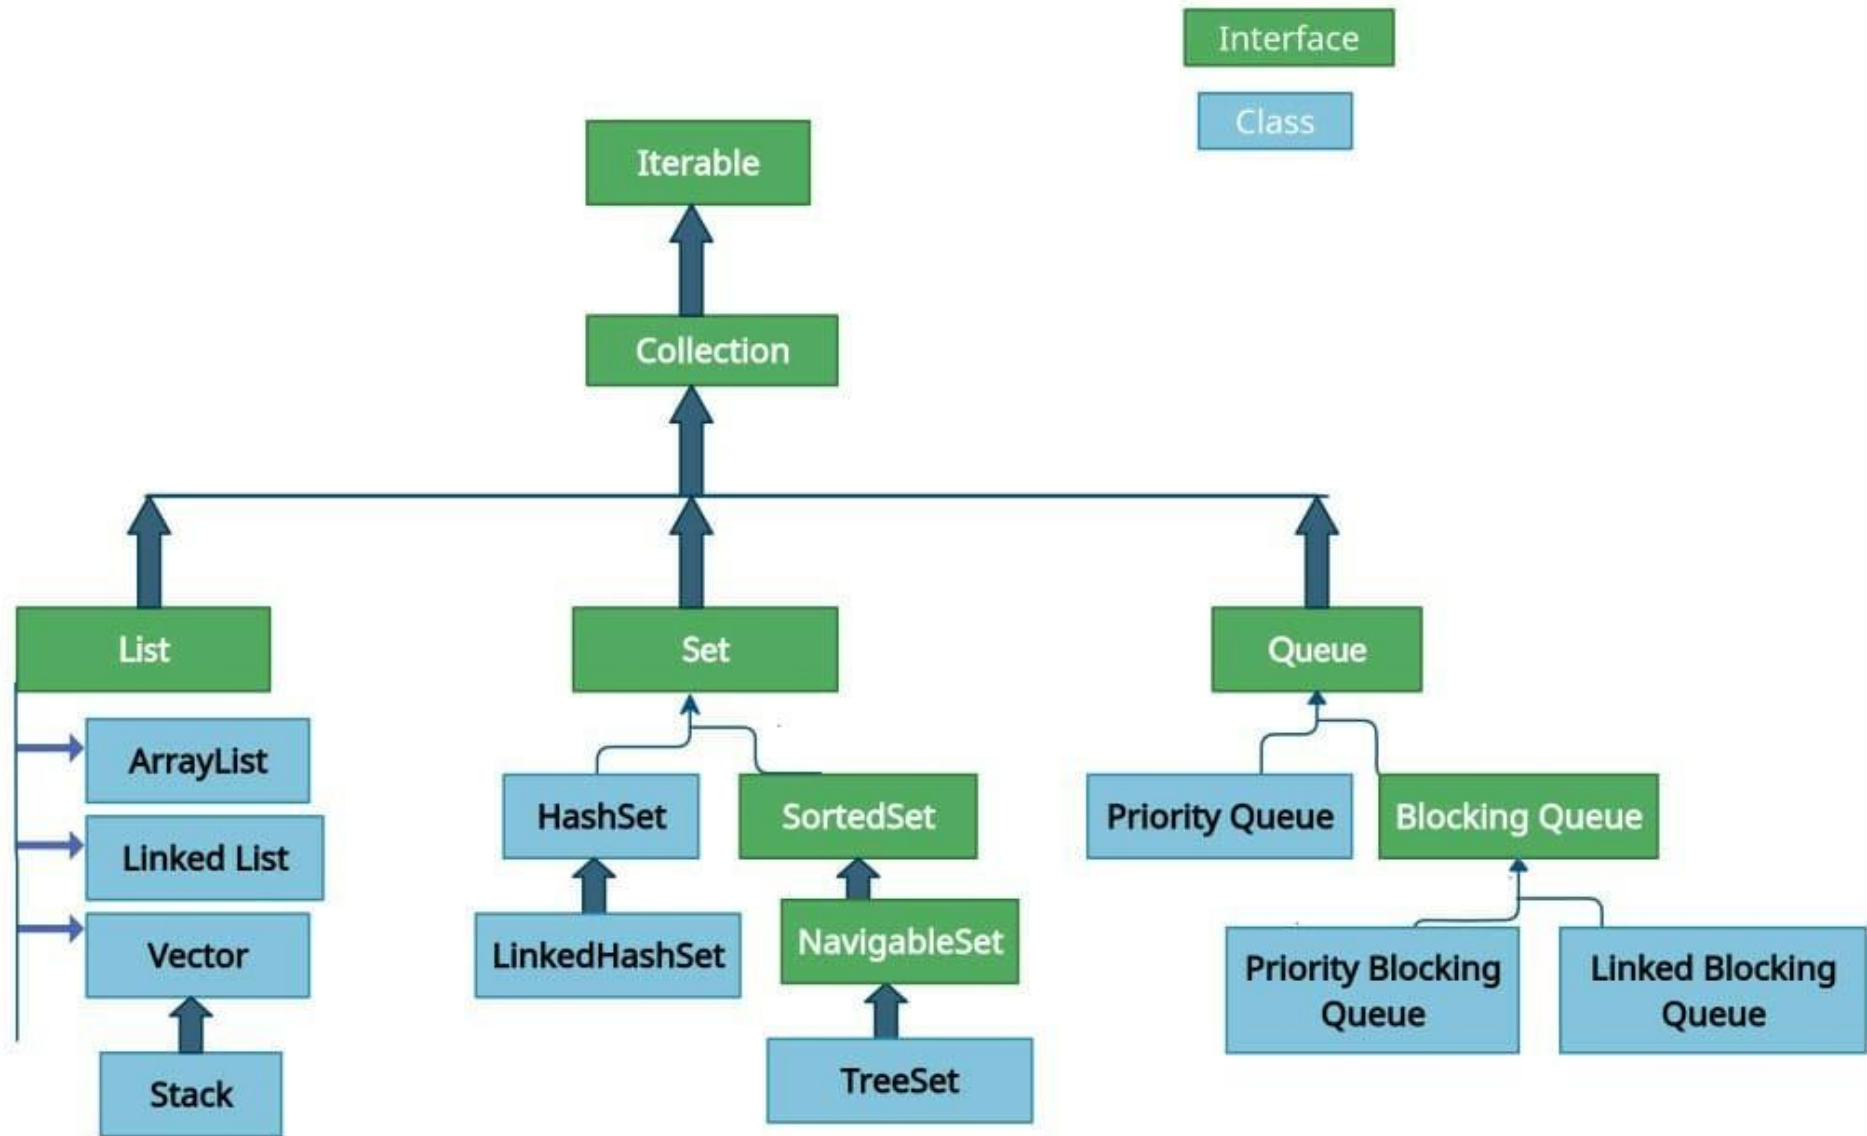 Interface
Class
Iterable
Collection
List
Set
Queue
ArrayList
Linked List
Vector
Stack
HashSet
SortedSet
LinkedHashSet
NavigableSet
TreeSet
Priority Queue
Blocking Queue
Priority Blocking
Queue
Linked Blocking
Queue